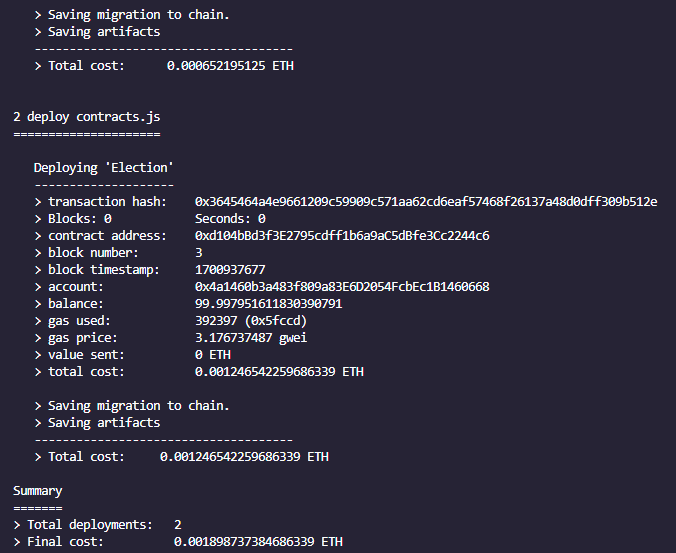 > Saving migration to chain.
> Saving artifacts
-------------------------------------
> Total cost: 0.000652195125 ETH
2 deploy contracts.js
=====================
Deploying 'Election'
--------------------
> transaction hash: 0x3645464a4e9661209c59909c571aa62cd6eaf57468f26137a48d0dff309b512e
> Blocks: 0 Seconds: 0
> contract address: 0xd104bBd3f3E2795cdff1b6a9aC5dBfe3Cc2244c6
> block number: 3
> block timestamp: 1700937677
> account: 0x4a1460b3a483f809a83E6D2054FcbEc1B1460668
> balance: 99.997951611830390791
> gas used: 392397 (0x5fccd)
> gas price: 3.176737487 gwei
> value sent: 0 ETH
> total cost: 0.001246542259686339 ETH
> Saving migration to chain.
> Saving artifacts
-------------------------------------
> Total cost: 0.001246542259686339 ETH
Summary
=======
> Total deployments: 2
> Final cost: 0.001898737384686339 ETH